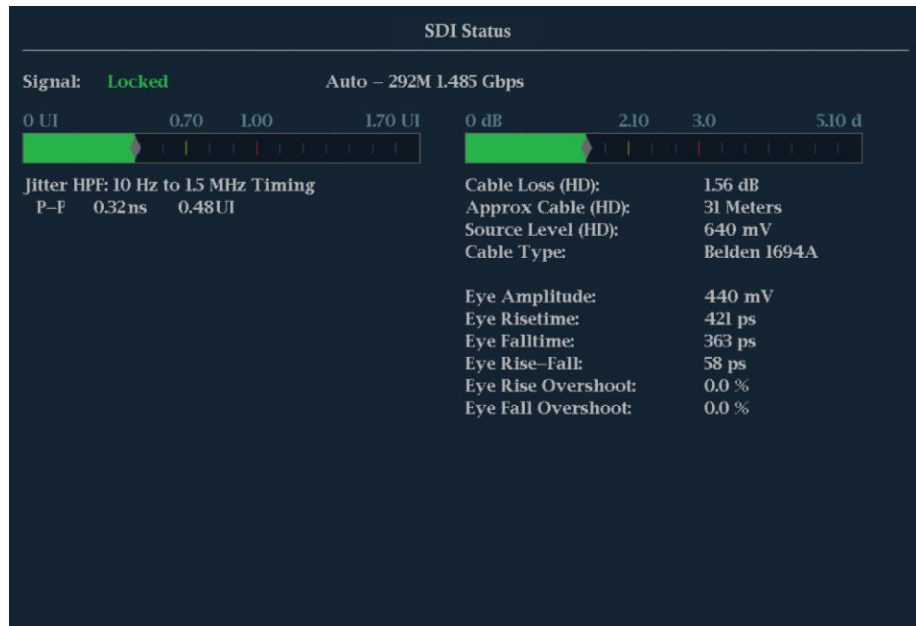 SDI Status
Signal: Locked Auto – 292M 1.485 Gbps
0 UI 0.70 1.00 1.70 UI
0 dB 2.10 3.0 5.10 d
Jitter HPF: 10 Hz to 1.5 MHz Timing
P–P 0.32 ns 0.48 UI
Cable Loss (HD): 1.56 dB
Approx Cable (HD): 31 Meters
Source Level (HD): 640 mV
Cable Type: Belden 1694A
Eye Amplitude: 440 mV
Eye Risetime: 421 ps
Eye Falltime: 363 ps
Eye Rise–Fall: 58 ps
Eye Rise Overshoot: 0.0 %
Eye Fall Overshoot: 0.0 %